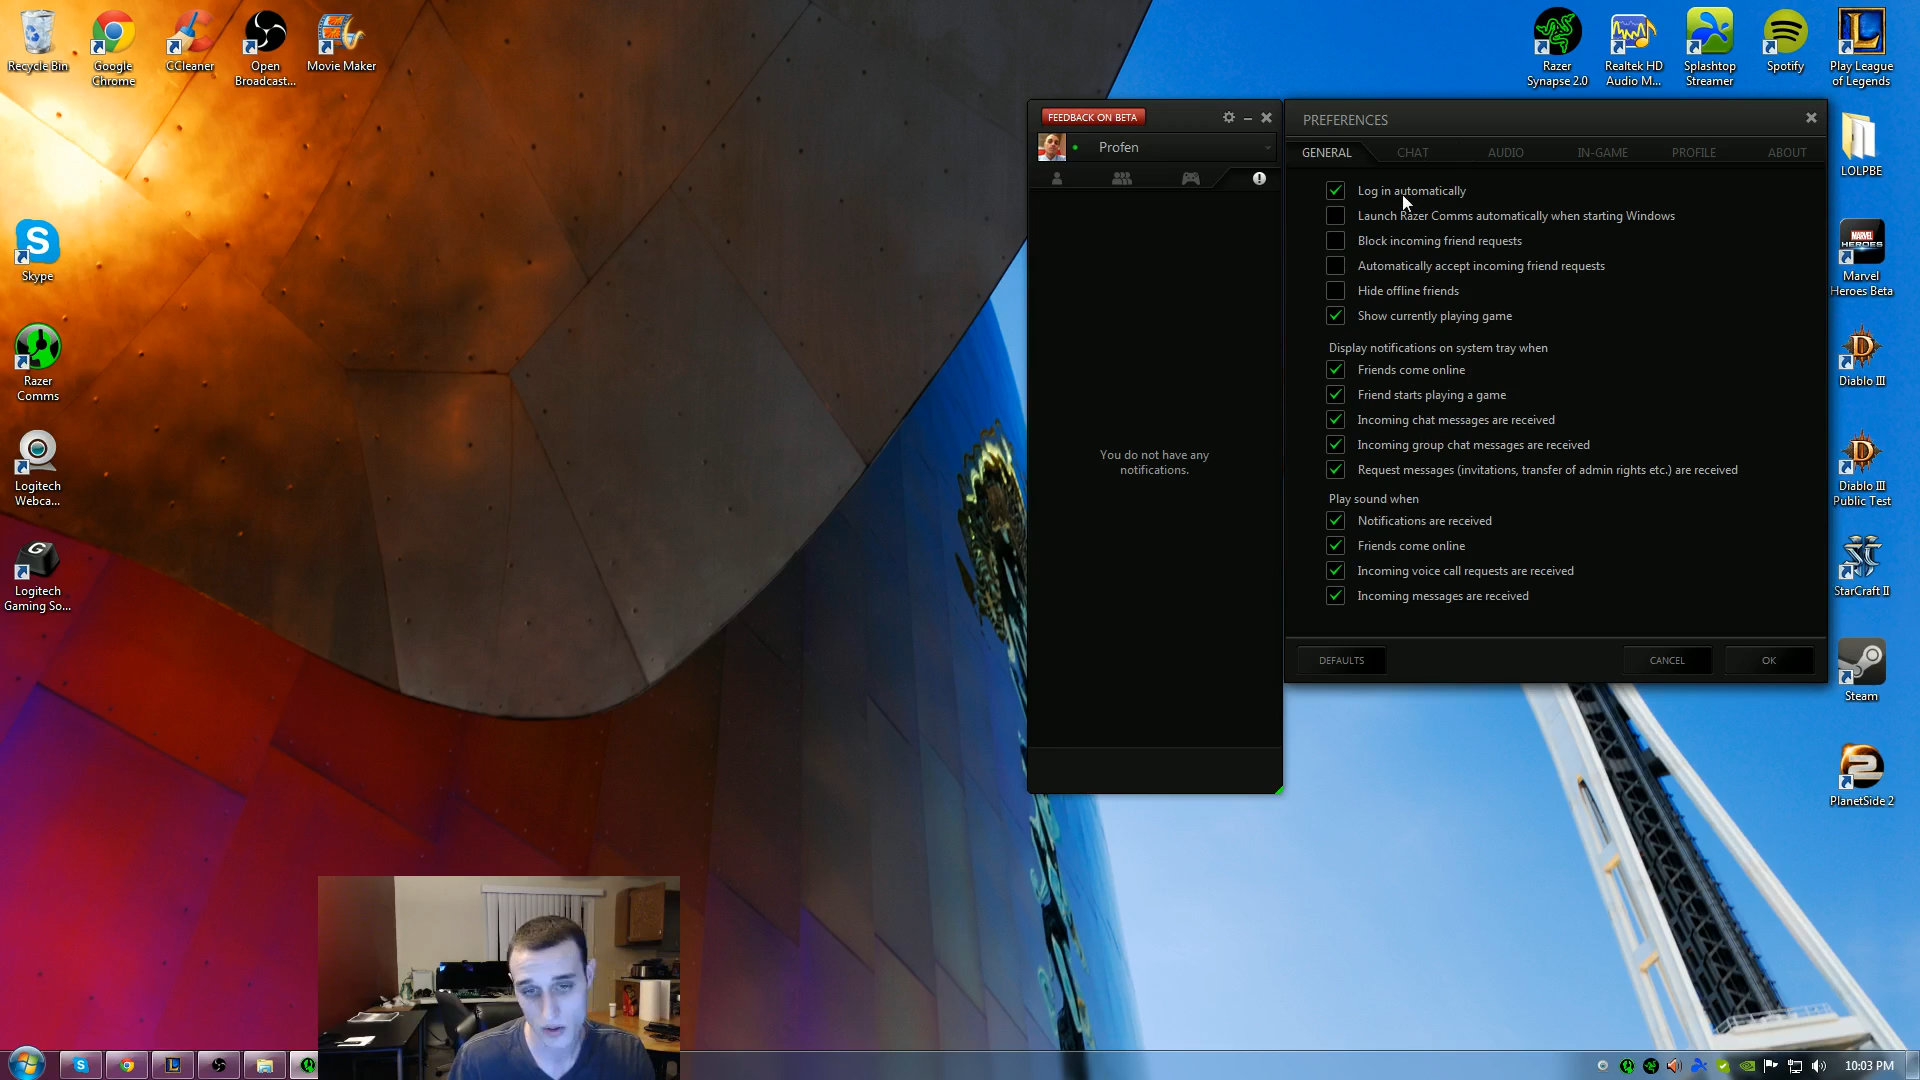 Recycle Bin
Google
Chrome
CCleaner
Open
Broadcast...
Movie Maker
Skype
Razer
Comms
Logitech
Webca...
G
Logitech
Gaming So...
Razer
Synapse 2.0
Realtek HD
Audio M...
Splashtop
Streamer
Spotify
Play League
of Legends
LOLPBE
MARVEL
HEROES
Marvel
Heroes Beta
Diablo III
Diablo III
Public Test
StarCraft II
Steam
PlanetSide 2
FEEDBACK ON BETA
Profen
You do not have any
notifications.
PREFERENCES
GENERAL
CHAT
AUDIO
IN-GAME
PROFILE
ABOUT
Log in automatically
Launch Razer Comms automatically when starting Windows
Block incoming friend requests
Automatically accept incoming friend requests
Hide offline friends
Show currently playing game
Display notifications on system tray when
Friends come online
Friend starts playing a game
Incoming chat messages are received
Incoming group chat messages are received
Request messages (invitations, transfer of admin rights etc.) are received
Play sound when
Notifications are received
Friends come online
Incoming voice call requests are received
Incoming messages are received
DEFAULTS
CANCEL
OK
10:03 PM